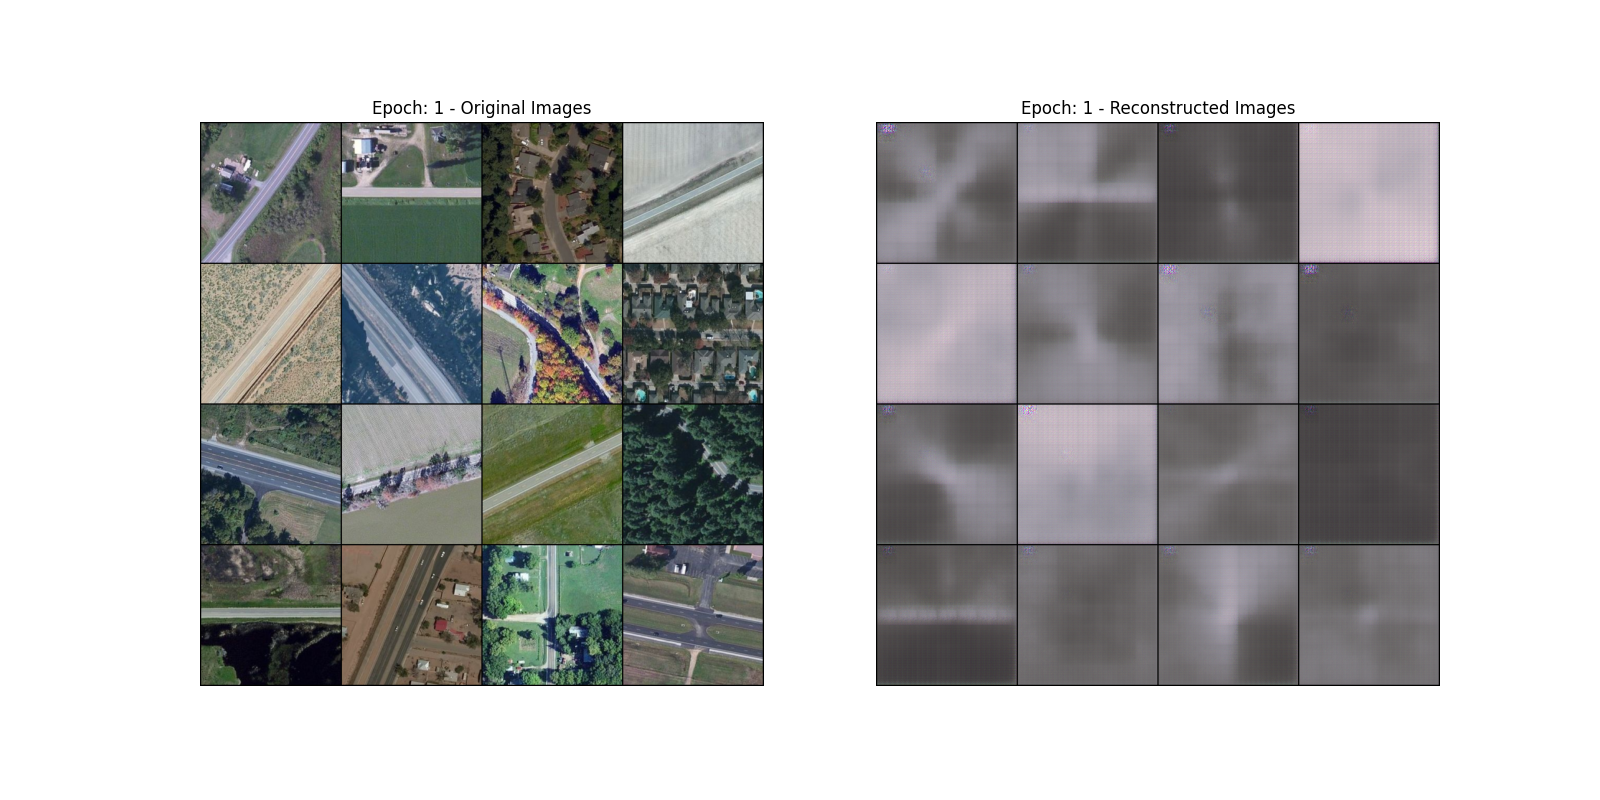 Epoch: 1 - Original Images
Epoch: 1 - Reconstructed Images